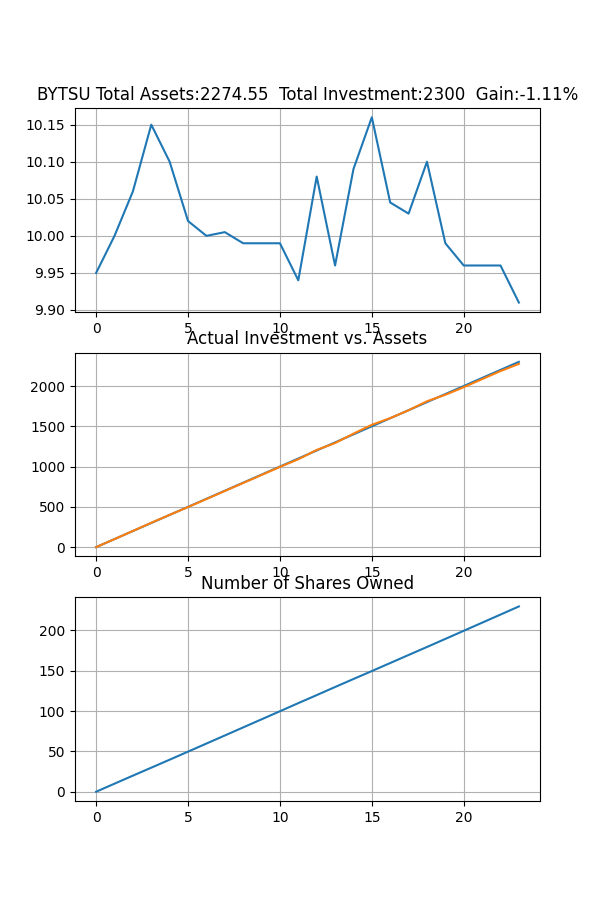 BYTSU Total Assets:2274.55  Total Investment:2300  Gain:-1.11%
10.15
10.10
10.05
10.00
9.95
9.90
0 5 10 15 20
Actual Investment vs. Assets
2000
1500
1000
500
0
0 5 10 15 20
Number of Shares Owned
200
150
100
50
0
0 5 10 15 20